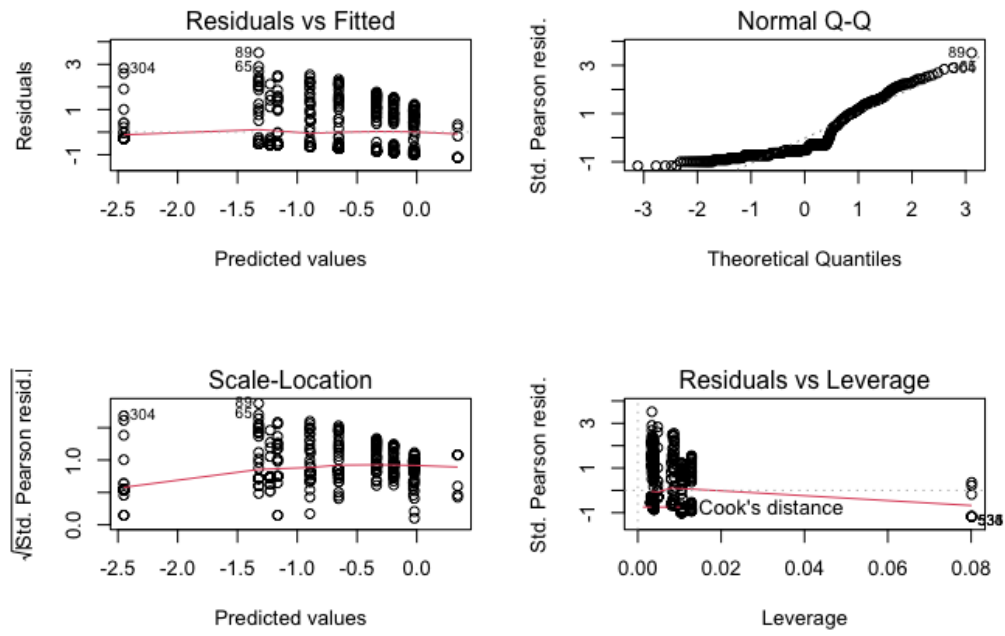 Residuals vs Fitted
Residuals
3
1
-1
304
89
65
-2.5 -2.0 -1.5 -1.0 -0.5 0.0
Predicted values
Normal Q-Q
Std. Pearson resid.
3
1
-1
89
304
-3 -2 -1 0 1 2 3
Theoretical Quantiles
Scale-Location
√|Std. Pearson resid.|
1.0
0.0
304
89
65
-2.5 -2.0 -1.5 -1.0 -0.5 0.0
Predicted values
Residuals vs Leverage
Std. Pearson resid.
3
1
-1
Cook's distance
0.00 0.02 0.04 0.06 0.08
Leverage